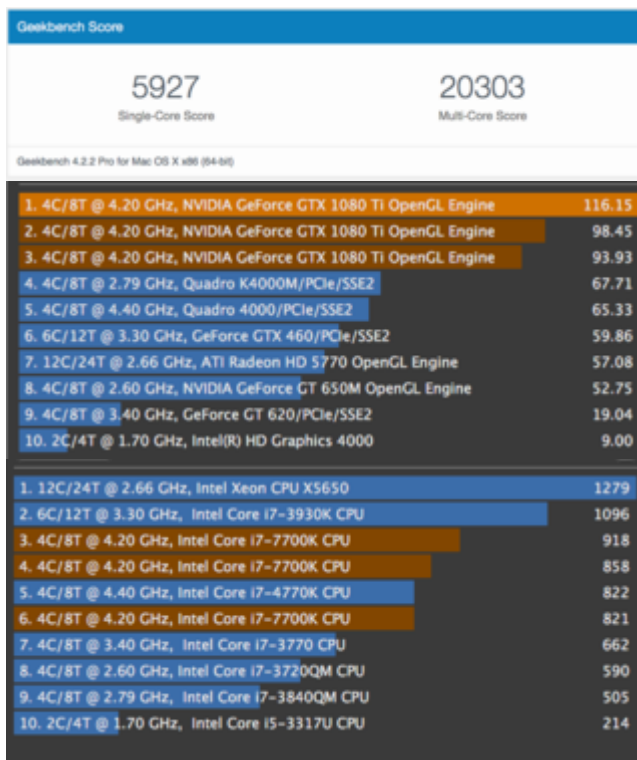 Geekbench Score
5927 20303
Single-Core Score Multi-Core Score
Geekbench 4.2.2 Pro for Mac OS X x86 (64-bit)
1. 4C/8T @ 4.20 GHz, NVIDIA GeForce GTX 1080 Ti OpenGL Engine 116.15
2. 4C/8T @ 4.20 GHz, NVIDIA GeForce GTX 1080 Ti OpenGL Engine 98.45
3. 4C/8T @ 4.20 GHz, NVIDIA GeForce GTX 1080 Ti OpenGL Engine 93.93
4. 4C/8T @ 2.79 GHz, Quadro K4000M/PCIe/SSE2 67.71
5. 4C/8T @ 4.40 GHz, Quadro 4000/PCIe/SSE2 65.33
6. 6C/12T @ 3.30 GHz, GeForce GTX 460/PCIe/SSE2 59.86
7. 12C/24T @ 2.66 GHz, ATI Radeon HD 5770 OpenGL Engine 57.08
8. 4C/8T @ 2.60 GHz, NVIDIA GeForce GT 650M OpenGL Engine 52.75
9. 4C/8T @ 3.40 GHz, GeForce GT 620/PCIe/SSE2 19.04
10. 2C/4T @ 1.70 GHz, Intel(R) HD Graphics 4000 9.00
1. 12C/24T @ 2.66 GHz, Intel Xeon CPU X5650 1279
2. 6C/12T @ 3.30 GHz, Intel Core i7-3930K CPU 1096
3. 4C/8T @ 4.20 GHz, Intel Core i7-7700K CPU 918
4. 4C/8T @ 4.20 GHz, Intel Core i7-7700K CPU 858
5. 4C/8T @ 4.40 GHz, Intel Core i7-4770K CPU 822
6. 4C/8T @ 4.20 GHz, Intel Core i7-7700K CPU 821
7. 4C/8T @ 3.40 GHz, Intel Core i7-3770 CPU 662
8. 4C/8T @ 2.60 GHz, Intel Core i7-3720QM CPU 590
9. 4C/8T @ 2.79 GHz, Intel Core i7-3840QM CPU 505
10. 2C/4T @ 1.70 GHz, Intel Core i5-3317U CPU 214